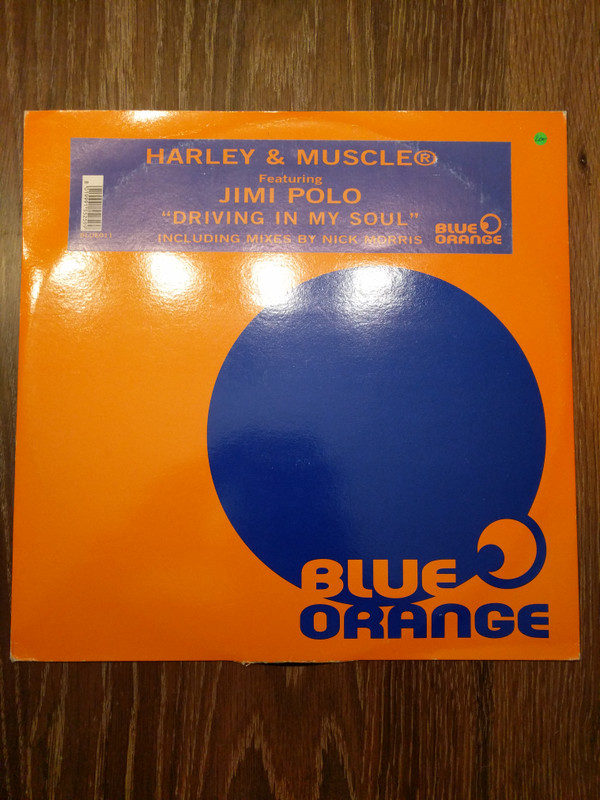 HARLEY & MUSCLE®
Featuring
JIMI POLO
"DRIVING IN MY SOUL"
INCLUDING MIXES BY NICK MORRIS
BLUE
ORANGE
BLUE
ORANGE